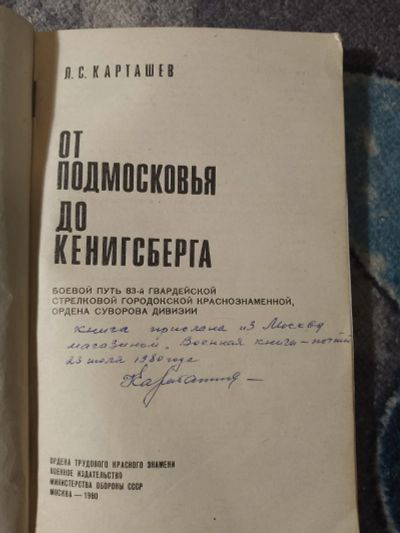 Л.С. КАРТАШЕВ
ОТ
ПОДМОСКОВЬЯ
ДО
КЕНИГСБЕРГА
БОЕВОЙ ПУТЬ 83-й ГВАРДЕЙСКОЙ
СТРЕЛКОВОЙ ГОРОДОКСКОЙ КРАСНОЗНАМЕННОЙ,
ОРДЕНА СУВОРОВА ДИВИЗИИ
книга прислана из Москвы
магазином „Военная книга–почтой
23 июля 1980 года
ОРДЕНА ТРУДОВОГО КРАСНОГО ЗНАМЕНИ
ВОЕННОЕ ИЗДАТЕЛЬСТВО
МИНИСТЕРСТВА ОБОРОНЫ СССР
МОСКВА — 1980